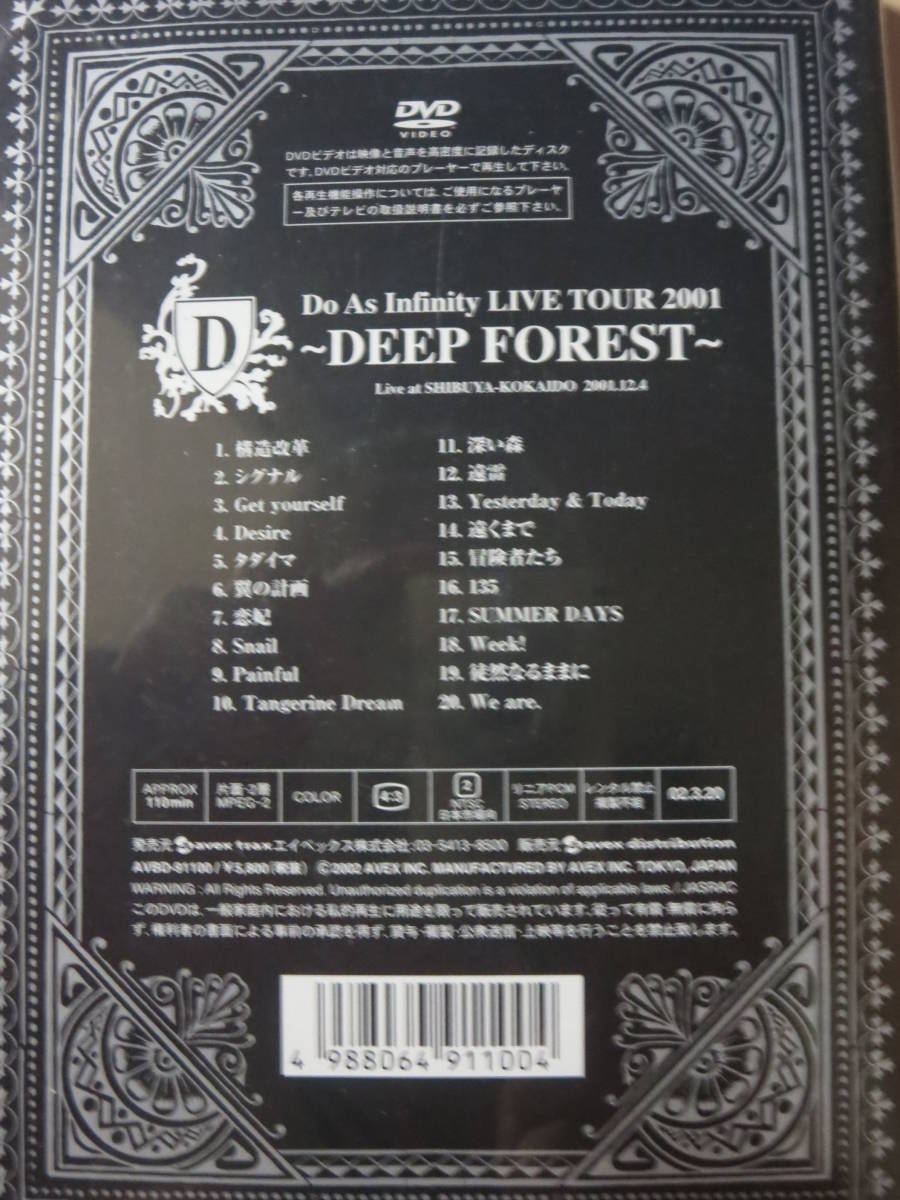 DVD
VIDEO
DVDビデオは映像と音声を高密度に記録したディスク
です。DVDビデオ対応のプレーヤーで再生して下さい。
各再生機能操作については、ご使用になるプレーヤ
ー及びテレビの取扱説明書を必ずご参照下さい。
D
Do As Infinity LIVE TOUR 2001
~DEEP FOREST~
Live at SHIBUYA-KOKAIDO 2001.12.4
1. 構造改革
2. シグナル
3. Get yourself
4. Desire
5. タダイマ
6. 翼の計画
7. 恋妃
8. Snail
9. Painful
10. Tangerine Dream
11. 深い森
12. 遠雷
13. Yesterday & Today
14. 遠くまで
15. 冒険者たち
16. 135
17. SUMMER DAYS
18. Week!
19. 徒然なるままに
20. We are.
APPROX
110min
片面・2層
MPEG-2
COLOR
4:3
2
NTSC
日本市場向
リニアPCM
STEREO
レンタル禁止
複製不能
02.3.20
発売元 avex trax エイベックス株式会社:03-5413-8500 販売元 avex distribution
AVBD-91100/¥5,800(税抜) ©2002 AVEX INC. MANUFACTURED BY AVEX INC. TOKYO, JAPAN
WARNING : All Rights Reserved. Unauthorized duplication is a violation of applicable laws. / JASRAC
このDVDは、一般家庭内における私的再生に用途を限って販売されています。従って有償・無償に拘ら
ず、権利者の書面による事前の承認を得ず、貸与・複製・公衆送信・上映等を行うことを禁止致します。
4 988064 911004